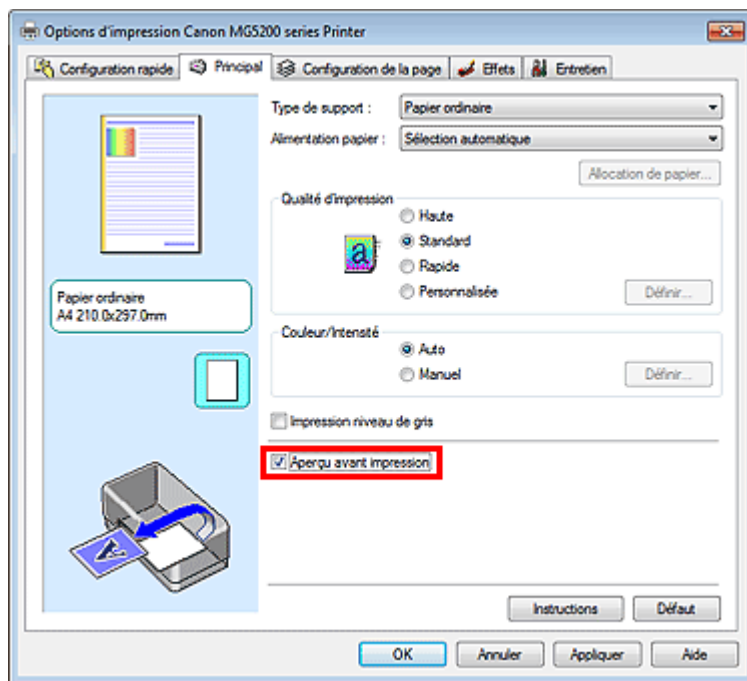 Options d'impression Canon MG5200 series Printer
Configuration rapide Principal Configuration de la page Effets Entretien
Type de support : Papier ordinaire
Alimentation papier : Sélection automatique
Allocation de papier...
Qualité d'impression
Haute
a Standard
Rapide
Personnalisée Définir...
Papier ordinaire
A4 210.0x297.0mm
Couleur/Intensité
Auto
Manuel Définir...
Impression niveau de gris
Aperçu avant impression
A
Instructions Défaut
OK Annuler Appliquer Aide